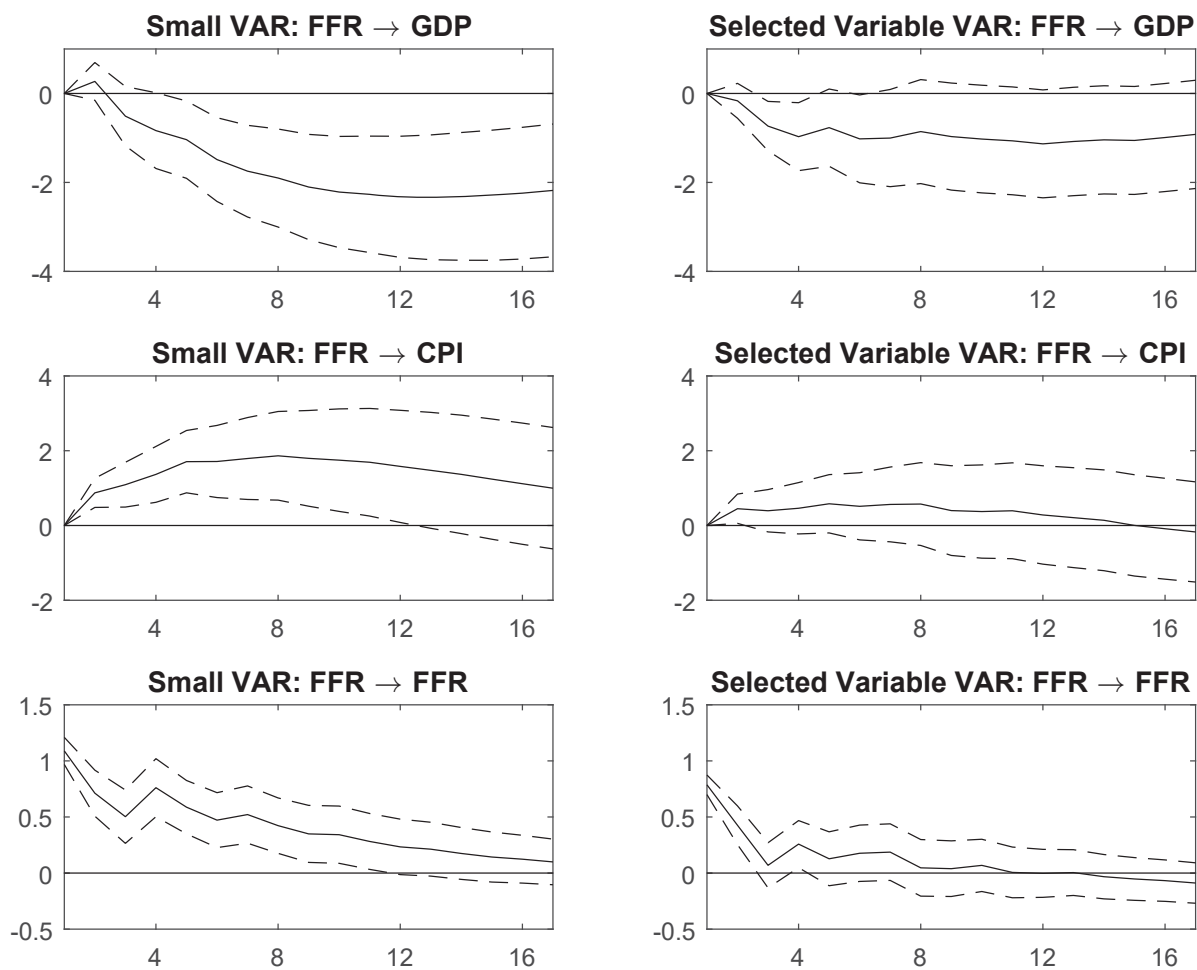 Small VAR: FFR → GDP
0
-2
-4
4 8 12 16
Selected Variable VAR: FFR → GDP
0
-2
-4
4 8 12 16
Small VAR: FFR → CPI
4
2
0
-2
4 8 12 16
Selected Variable VAR: FFR → CPI
4
2
0
-2
4 8 12 16
Small VAR: FFR → FFR
1.5
1
0.5
0
-0.5
4 8 12 16
Selected Variable VAR: FFR → FFR
1.5
1
0.5
0
-0.5
4 8 12 16